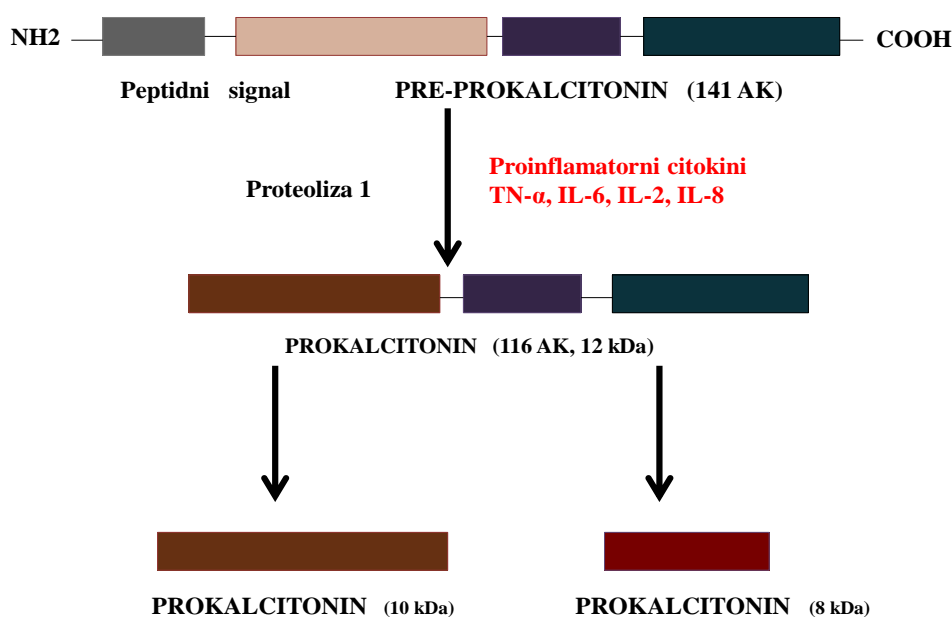 NH2
COOH
Peptidni signal
PRE-PROKALCITONIN (141 AK)
Proteoliza 1
Proinflamatorni citokini
TN-α, IL-6, IL-2, IL-8
PROKALCITONIN (116 AK, 12 kDa)
PROKALCITONIN (10 kDa)
PROKALCITONIN (8 kDa)